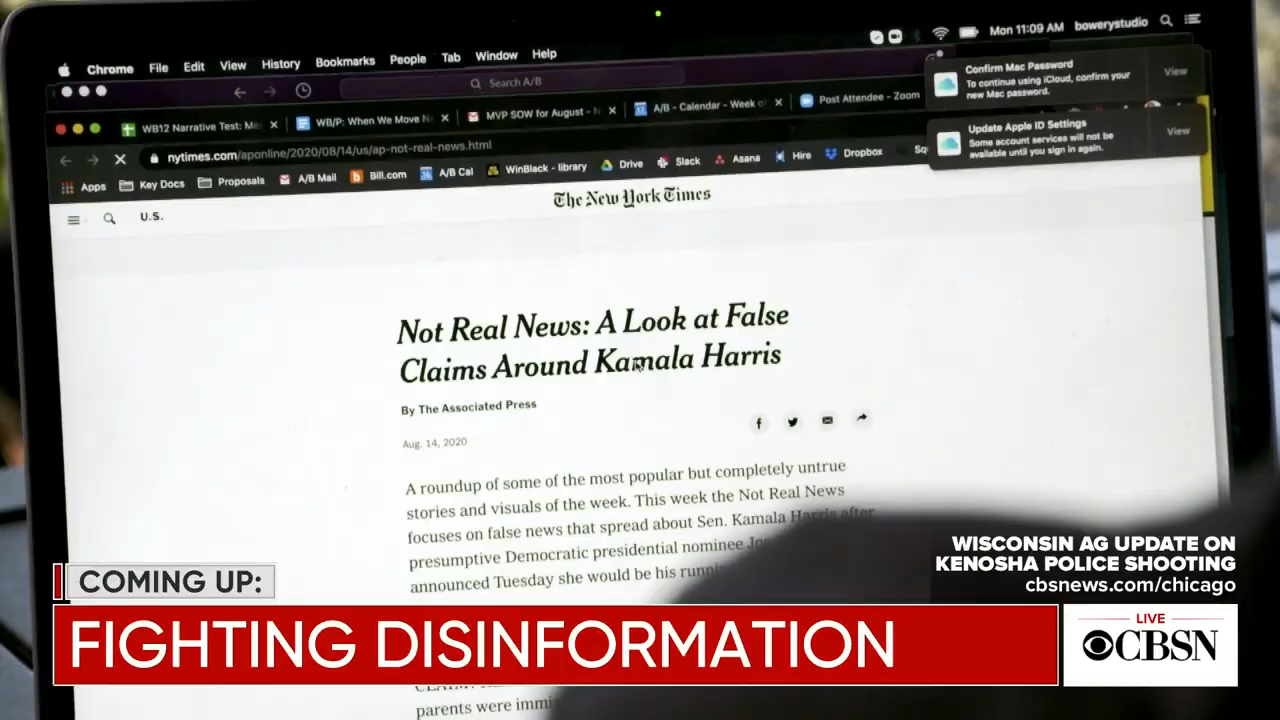 Chrome File Edit View History Bookmarks People Tab Window Help
Mon 11:09 AM bowerystudio
Search A/B
Confirm Mac Password
To continue using iCloud, confirm your
new Mac password.
View
WB12 Narrative Test: Me
WB/P: When We Move N
MVP SOW for August - N
A/B - Calendar - Week o
Post Attendee - Zoom
Update Apple ID Settings
Some account services will not be
available until you sign in again.
View
nytimes.com/aponline/2020/08/14/us/ap-not-real-news.html
Apps Key Docs Proposals A/B Mail Bill.com A/B Cal WinBlack - library Drive Slack Asana Hire Dropbox
U.S.
The New York Times
Not Real News: A Look at False
Claims Around Kamala Harris
By The Associated Press
Aug. 14, 2020
A roundup of some of the most popular but completely untrue
stories and visuals of the week. This week the Not Real News
focuses on false news that spread about Sen. Kamala Harris after
presumptive Democratic presidential nominee
announced Tuesday she would be his
parents were
WISCONSIN AG UPDATE ON
KENOSHA POLICE SHOOTING
cbsnews.com/chicago
COMING UP:
FIGHTING DISINFORMATION
LIVE
CBSN